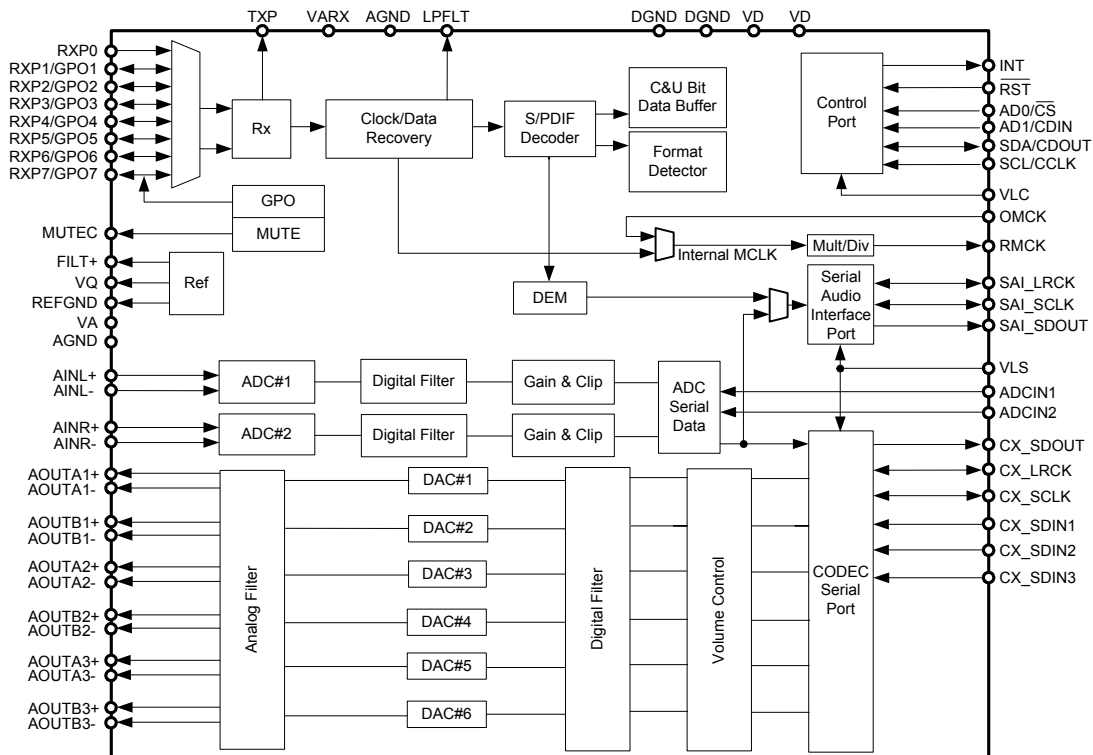 TXP
VARX
AGND
LPFLT
DGND
DGND
VD
VD
RXP0
RXP1/GPO1
RXP2/GPO2
RXP3/GPO3
RXP4/GPO4
RXP5/GPO5
RXP6/GPO6
RXP7/GPO7
MUTEC
FILT+
VQ
REFGND
VA
AGND
AINL+
AINL-
AINR+
AINR-
AOUTA1+
AOUTA1-
AOUTB1+
AOUTB1-
AOUTA2+
AOUTA2-
AOUTB2+
AOUTB2-
AOUTA3+
AOUTA3-
AOUTB3+
AOUTB3-
Rx
Clock/Data
Recovery
S/PDIF
Decoder
C&U Bit
Data Buffer
Format
Detector
Control
Port
GPO
MUTE
Ref
Internal MCLK
Mult/Div
DEM
Serial
Audio
Interface
Port
ADC#1
Digital Filter
Gain & Clip
ADC
Serial
Data
ADC#2
Digital Filter
Gain & Clip
Analog Filter
DAC#1
DAC#2
DAC#3
DAC#4
DAC#5
DAC#6
Digital Filter
Volume Control
CODEC
Serial
Port
INT
RST
AD0/CS
AD1/CDIN
SDA/CDOUT
SCL/CCLK
VLC
OMCK
RMCK
SAI_LRCK
SAI_SCLK
SAI_SDOUT
VLS
ADCIN1
ADCIN2
CX_SDOUT
CX_LRCK
CX_SCLK
CX_SDIN1
CX_SDIN2
CX_SDIN3